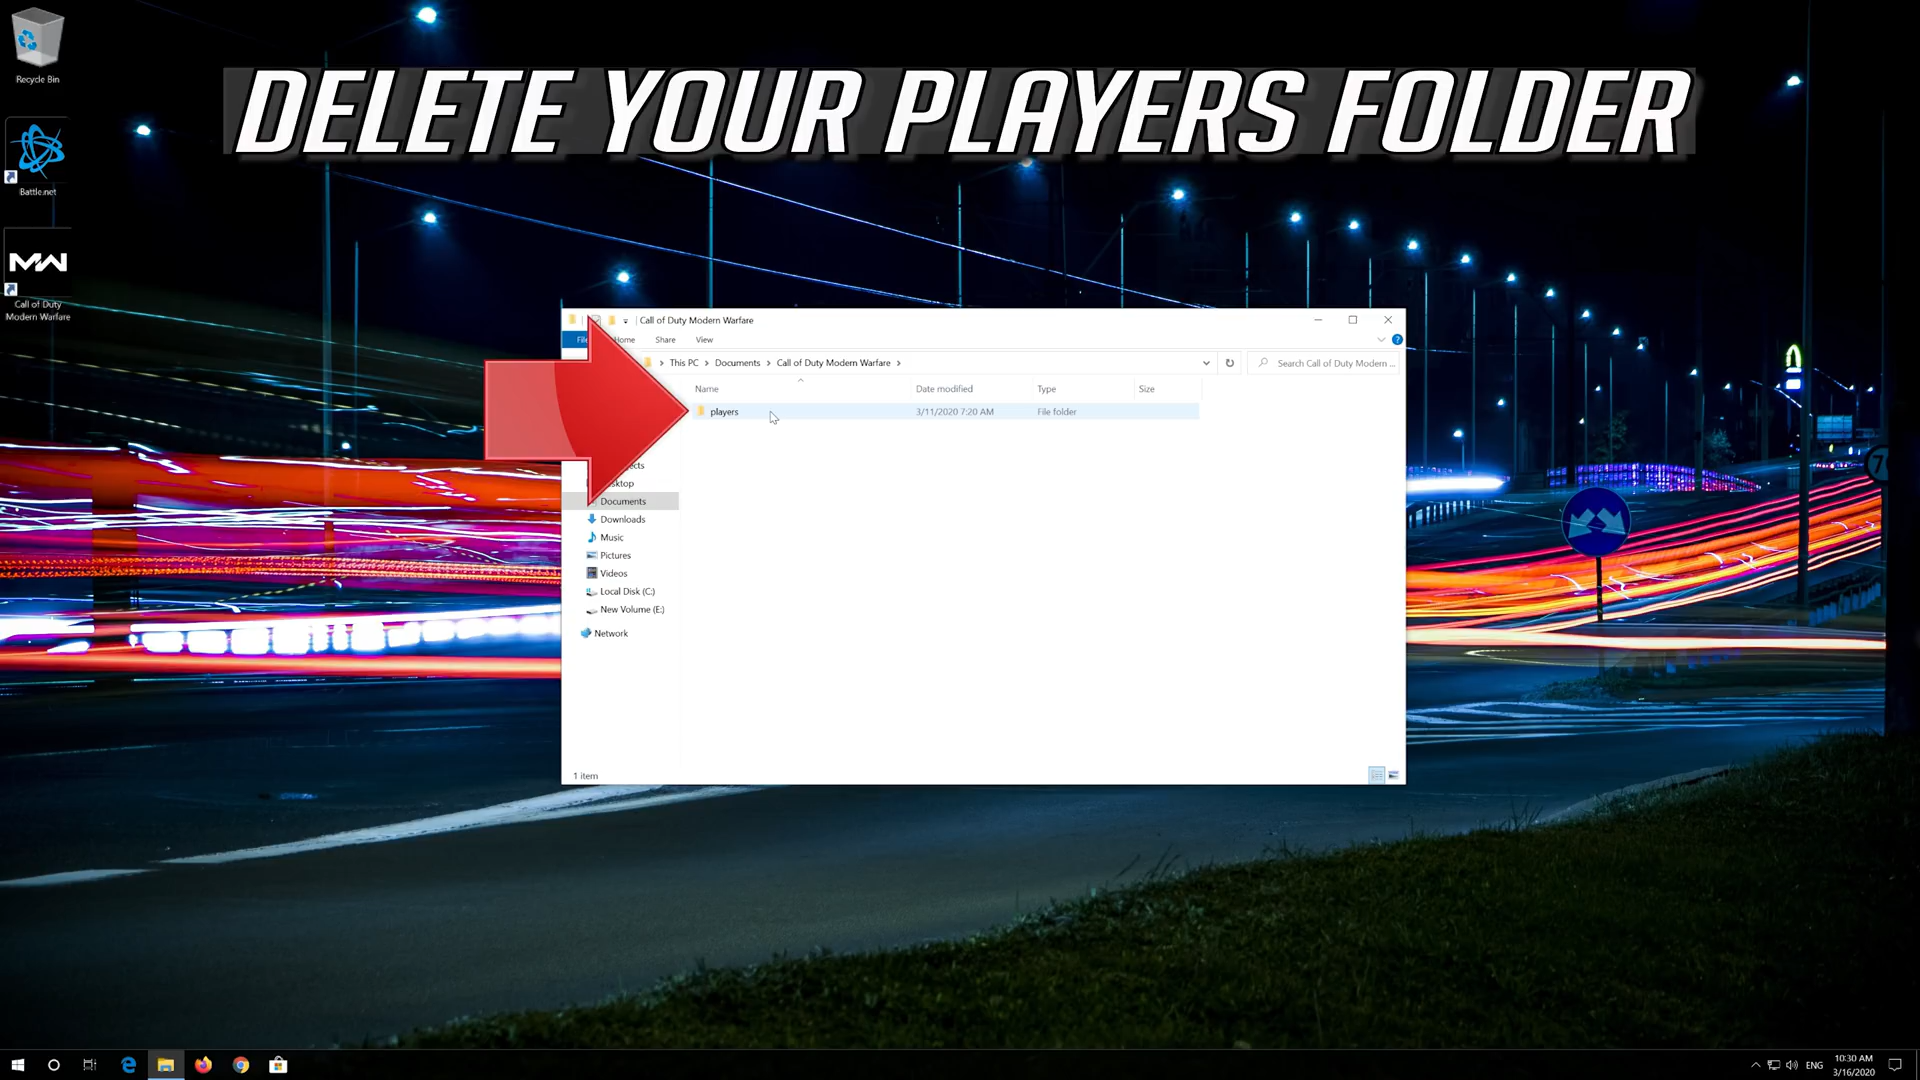 DELETE YOUR PLAYERS FOLDER
Recycle Bin
Battle.net
MW
Call of Duty
Modern Warfare
Call of Duty Modern Warfare
Home
Share
View
This PC > Documents > Call of Duty Modern Warfare >
Search Call of Duty Modern ...
Name
Date modified
Type
Size
players
3/11/2020 7:20 AM
File folder
Documents
Downloads
Music
Pictures
Videos
Local Disk (C:)
New Volume (E:)
Network
1 item
7
ENG
10:30 AM
3/16/2020